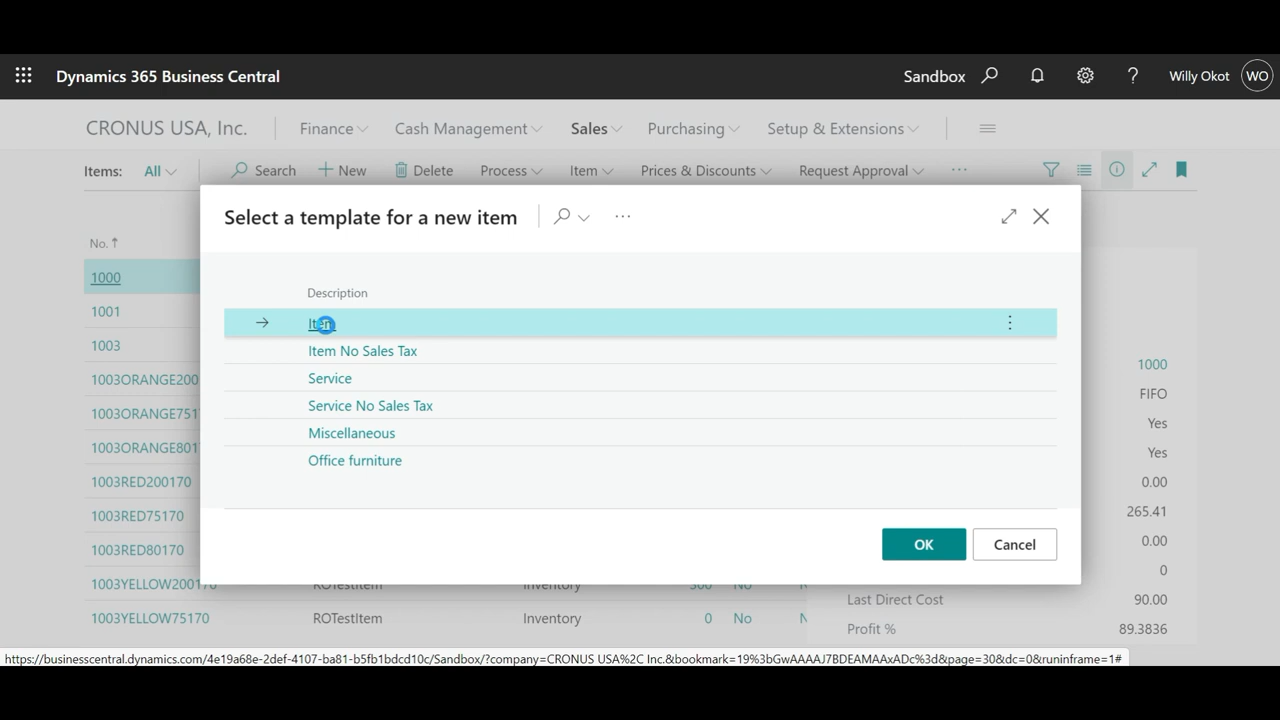 Dynamics 365 Business Central
Sandbox
Willy Okot
WO
CRONUS USA, Inc.
Finance
Cash Management
Sales
Purchasing
Setup & Extensions
Items:
All
Search
New
Delete
Process
Item
Prices & Discounts
Request Approval
Select a template for a new item
No.
1000
1001
1003
1003ORANGE200
1003ORANGE751
1003ORANGE801
1003RED200170
1003RED75170
1003RED80170
1003YELLOW200170 ROTestItem Inventory 300 No
1003YELLOW75170 ROTestItem Inventory 0 No
Description
Item
Item No Sales Tax
Service
Service No Sales Tax
Miscellaneous
Office furniture
OK
Cancel
1000
FIFO
Yes
Yes
0.00
265.41
0.00
0
Last Direct Cost 90.00
Profit % 89.3836
https://businesscentral.dynamics.com/4e19a68e-2def-4107-ba81-b5fb1bdcd10c/Sandbox/?company=CRONUS USA%2C Inc.&bookmark=19%3bGwAAAAJ7BDEAMAAxADc%3d&page=30&dc=0&runinframe=1#